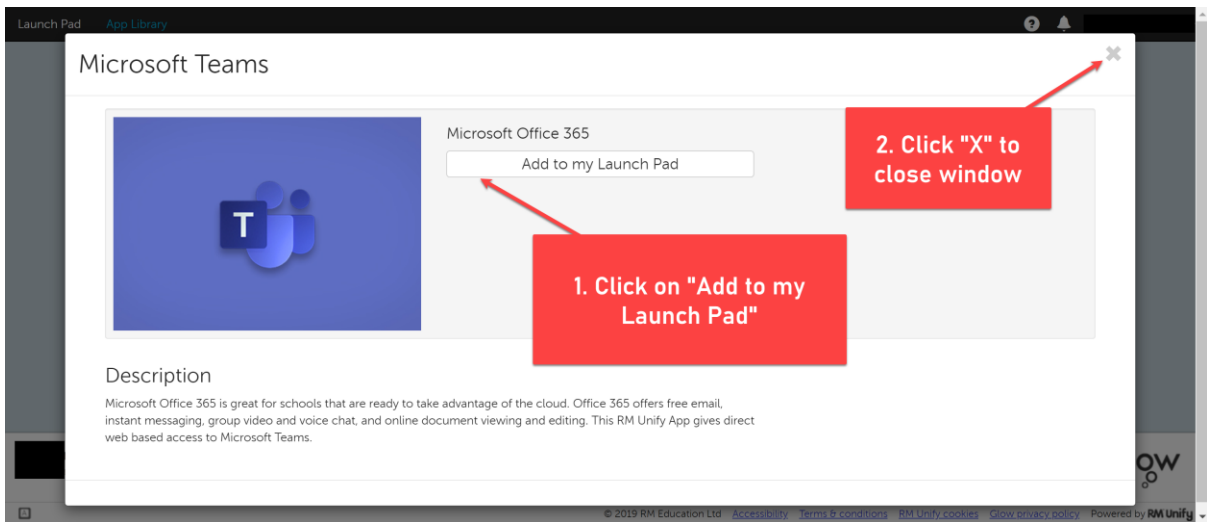 Launch Pad App Library
Microsoft Teams
Microsoft Office 365
Add to my Launch Pad
2. Click "X" to
close window
1. Click on "Add to my
Launch Pad"
T
Description
Microsoft Office 365 is great for schools that are ready to take advantage of the cloud. Office 365 offers free email,
instant messaging, group video and voice chat, and online document viewing and editing. This RM Unify App gives direct
web based access to Microsoft Teams.
ow
© 2019 RM Education Ltd Accessibility Terms & conditions RM Unify cookies Glow privacy policy Powered by RM Unify